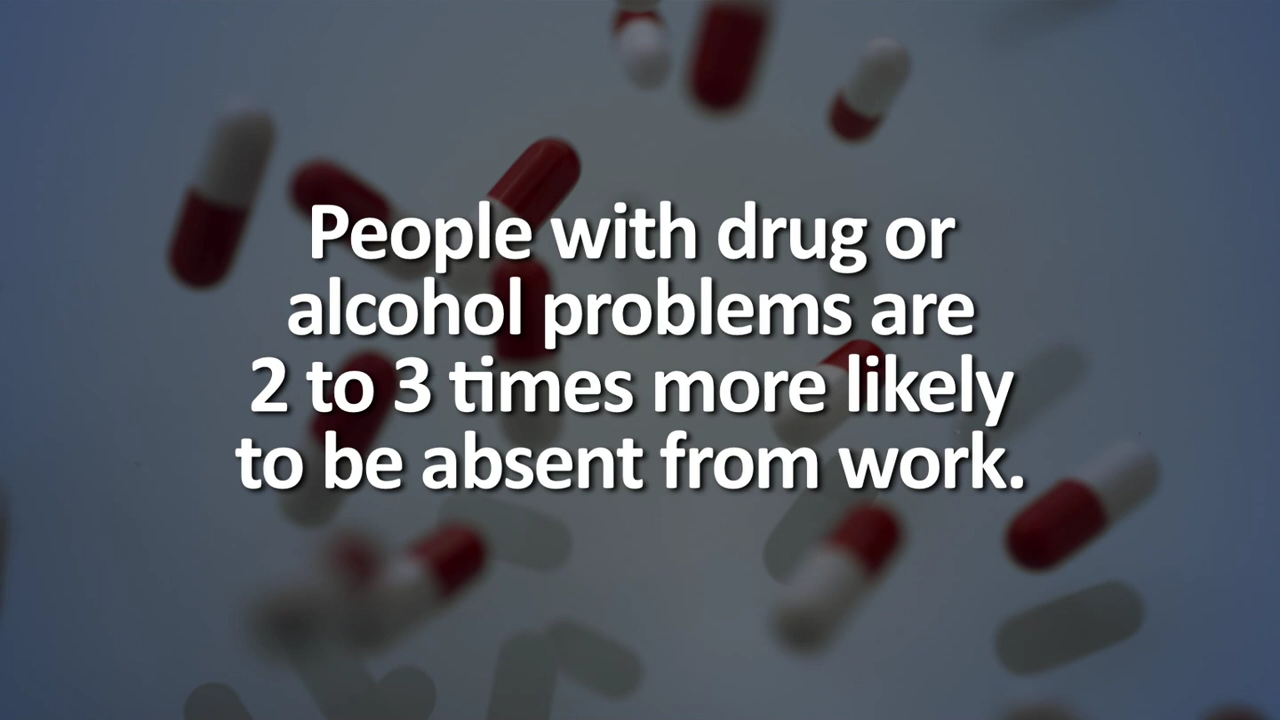 People with drug or
alcohol problems are
2 to 3 times more likely
to be absent from work.